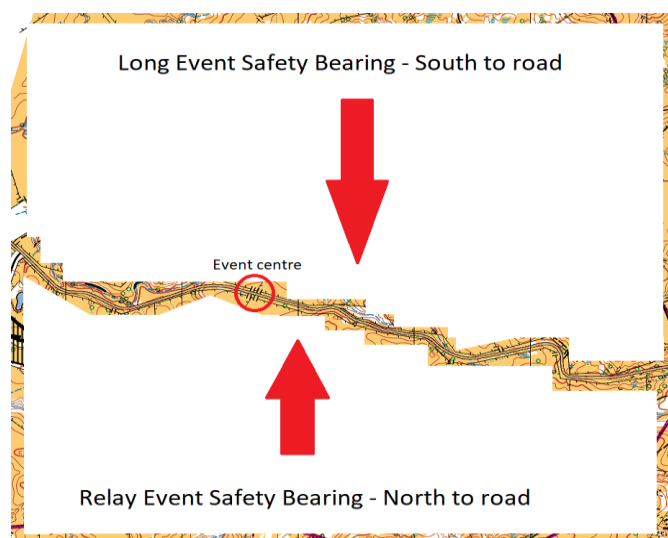 Long Event Safety Bearing - South to road
Event centre
Relay Event Safety Bearing - North to road